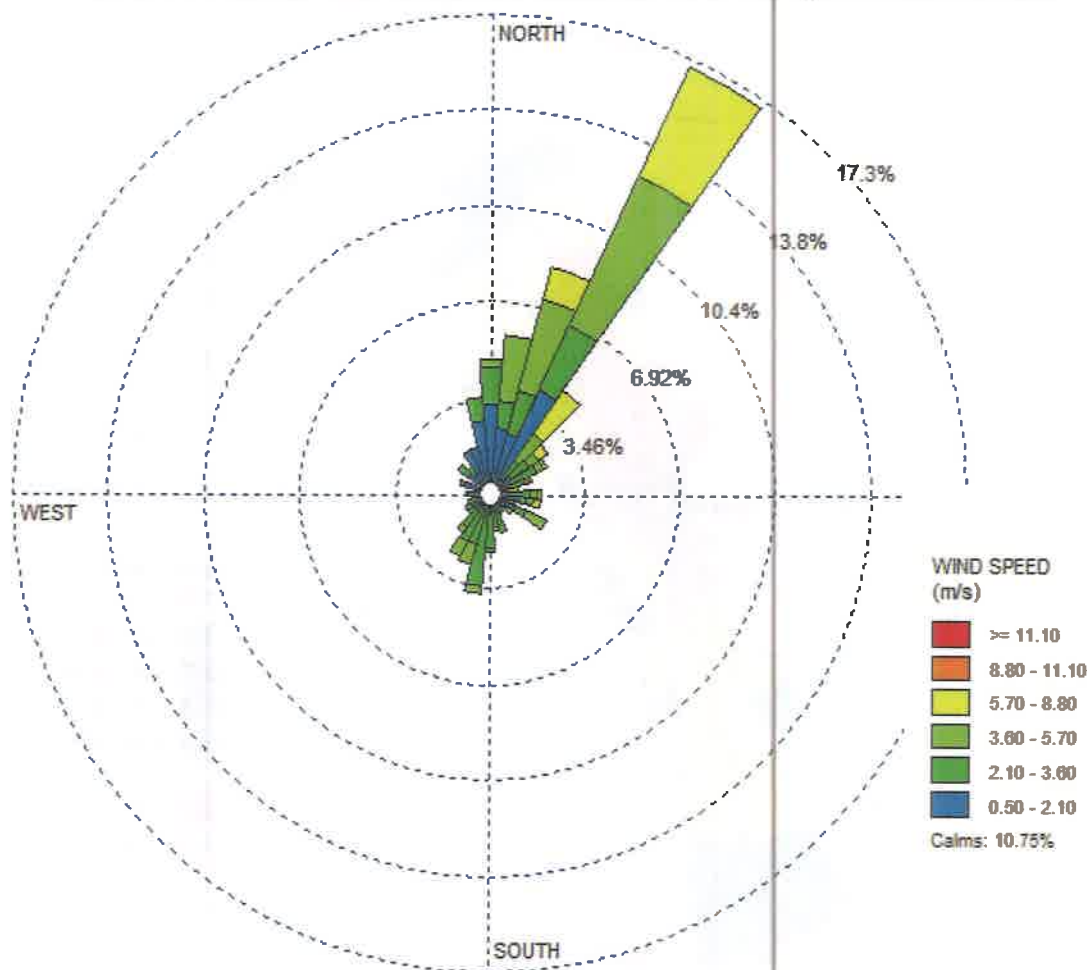 NORTH
17.3%
13.8%
10.4%
6.92%
3.46%
WEST
WIND SPEED
(m/s)
>= 11.10
8.80 - 11.10
5.70 - 8.80
3.60 - 5.70
2.10 - 3.60
0.50 - 2.10
Calms: 10.75%
SOUTH